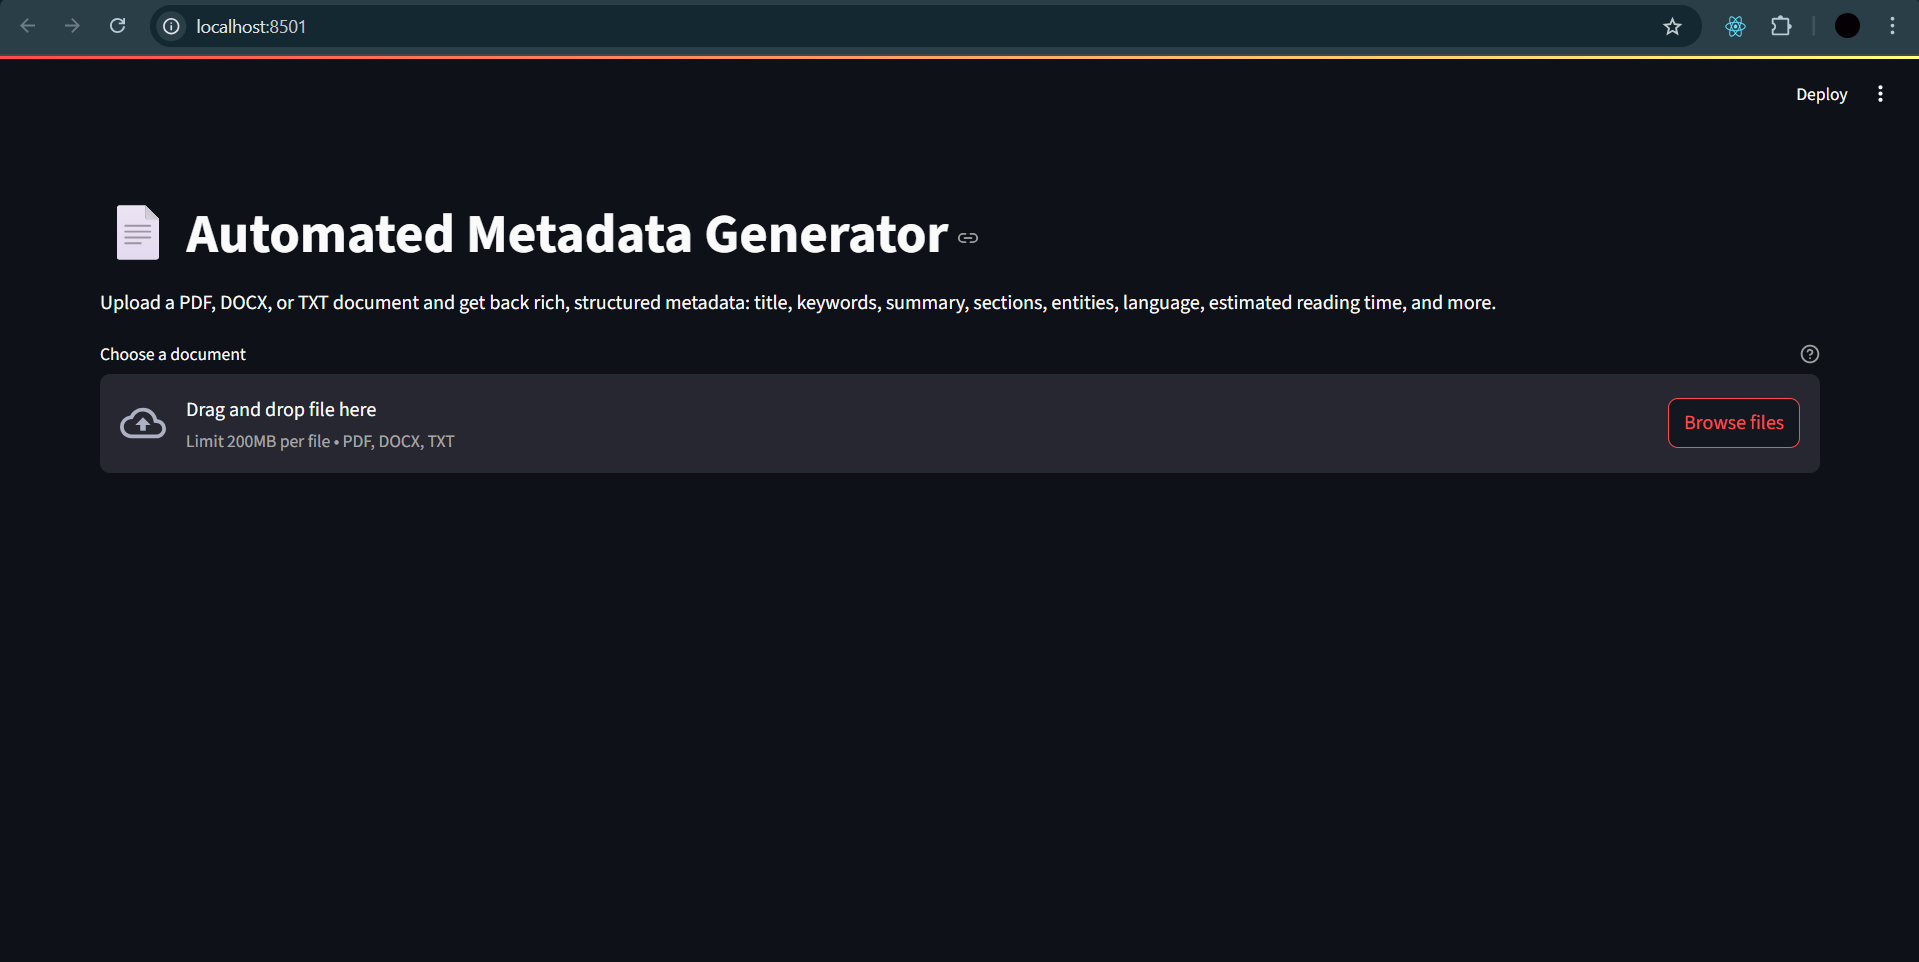 localhost:8501
Deploy
Automated Metadata Generator
Upload a PDF, DOCX, or TXT document and get back rich, structured metadata: title, keywords, summary, sections, entities, language, estimated reading time, and more.
Choose a document
Drag and drop file here
Limit 200MB per file • PDF, DOCX, TXT
Browse files